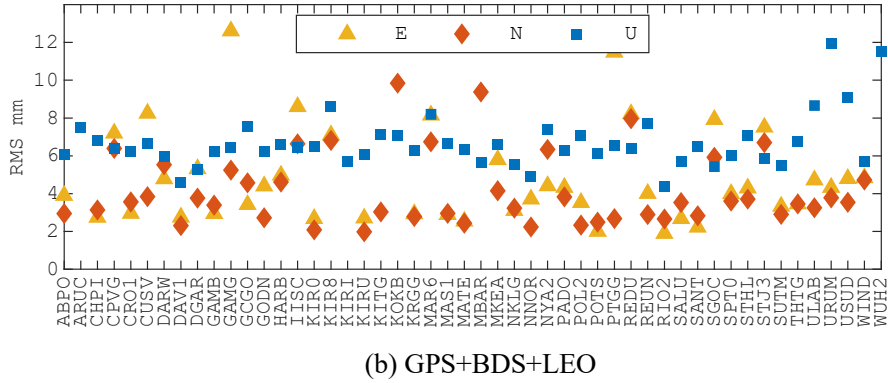 E N U
12
10
8
6
4
2
0
RMS mm
ABPO
ARUC
CHPI
CPVG
CRO1
CUSV
DARW
DAV1
DGAR
GAMB
GAMG
GCGO
GODN
HARB
IISC
KIR0
KIR8
KIRI
KIRU
KITG
KOKB
KRGG
MAR6
MAS1
MATE
MBAR
MKEA
NKLG
NNOR
NYA2
PADO
POL2
POTS
PTGG
REDU
REUN
RIO2
SALU
SANT
SGOC
SPT0
STHL
STJ3
SUTM
THTG
ULAB
URUM
USUD
WIND
WUH2
(b) GPS+BDS+LEO